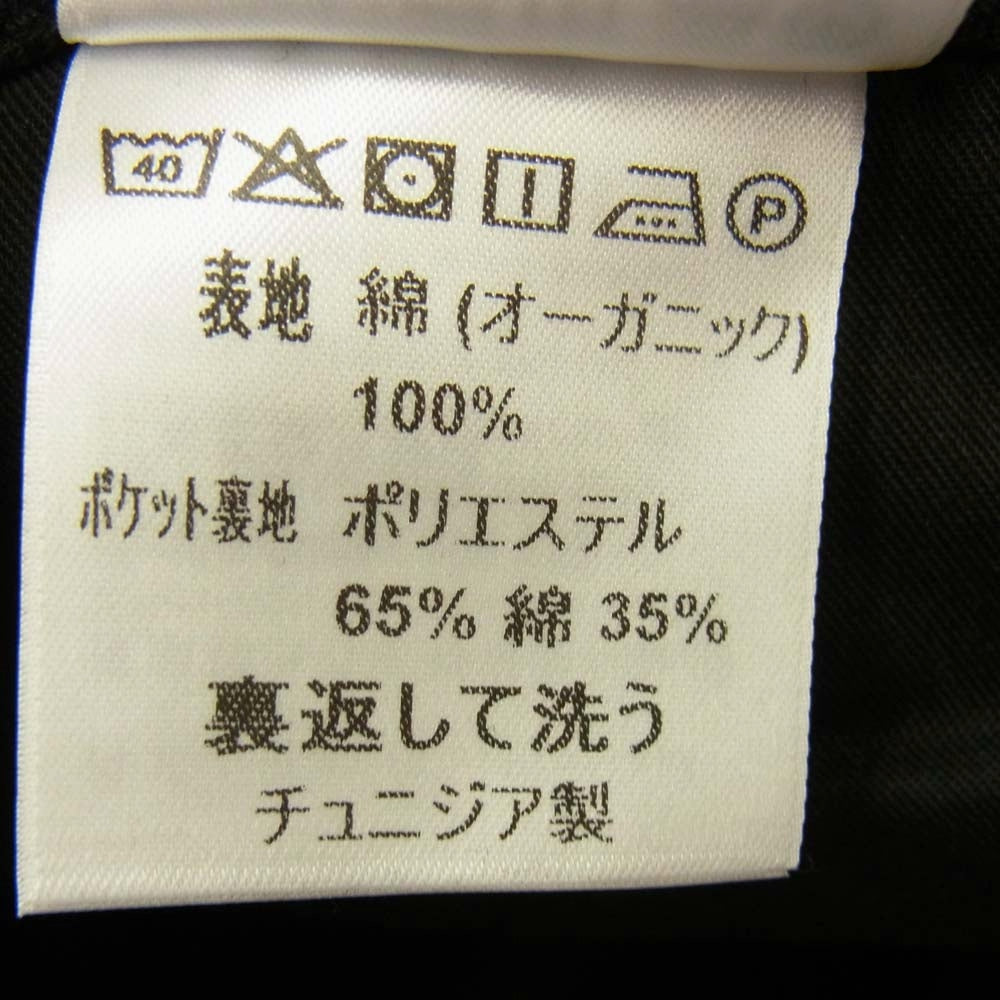 40 P
表地 綿 (オーガニック)
100%
ポケット裏地 ポリエステル
65% 綿 35%
裏返して洗う
チュニジア製